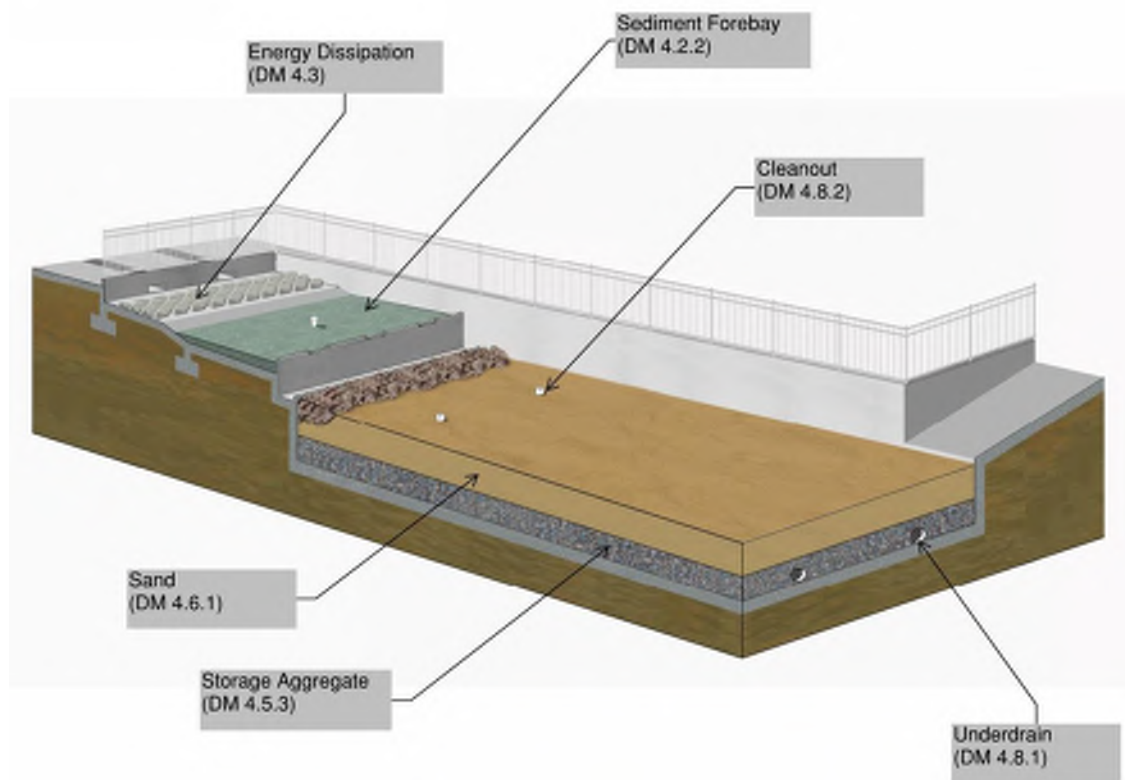 Sediment Forebay
(DM 4.2.2)
Energy Dissipation
(DM 4.3)
Cleanout
(DM 4.8.2)
Sand
(DM 4.6.1)
Storage Aggregate
(DM 4.5.3)
Underdrain
(DM 4.8.1)